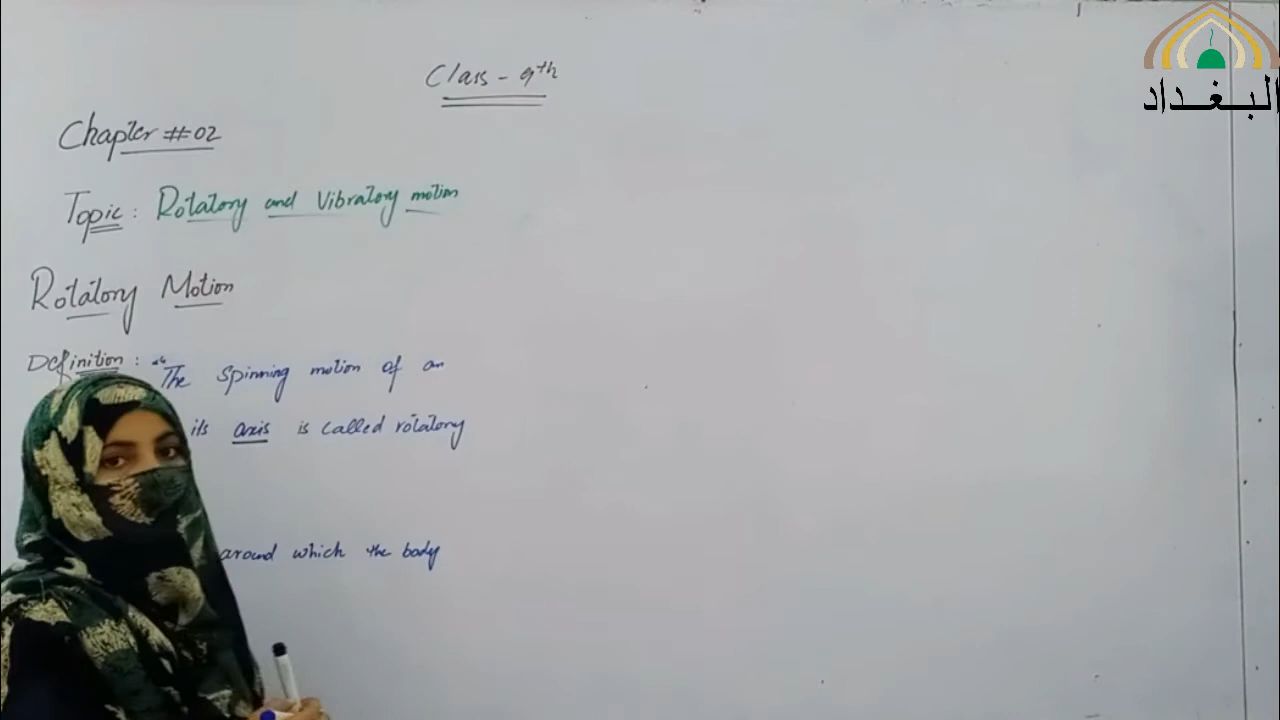 Class - 9th
Chapter #02
Topic: Rotatory and Vibratory motion
Rotatory Motion
Definition: "The spinning motion of an
its axis is called rotatory
around which the body
البغداد